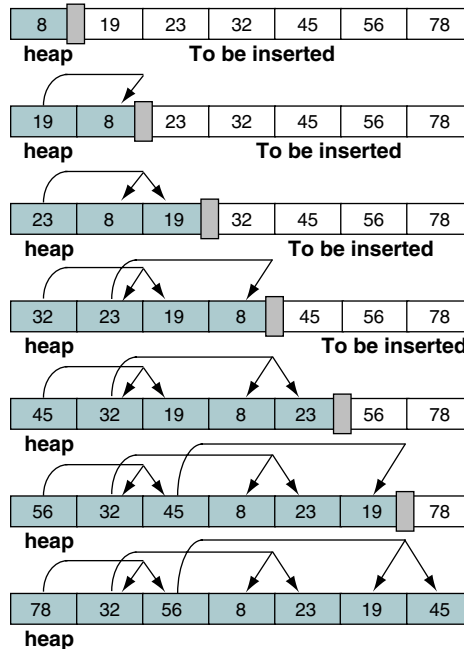 8 19 23 32 45 56 78
heap To be inserted
19 8 23 32 45 56 78
heap To be inserted
23 8 19 32 45 56 78
heap To be inserted
32 23 19 8 45 56 78
heap To be inserted
45 32 19 8 23 56 78
heap
56 32 45 8 23 19 78
heap
78 32 56 8 23 19 45
heap